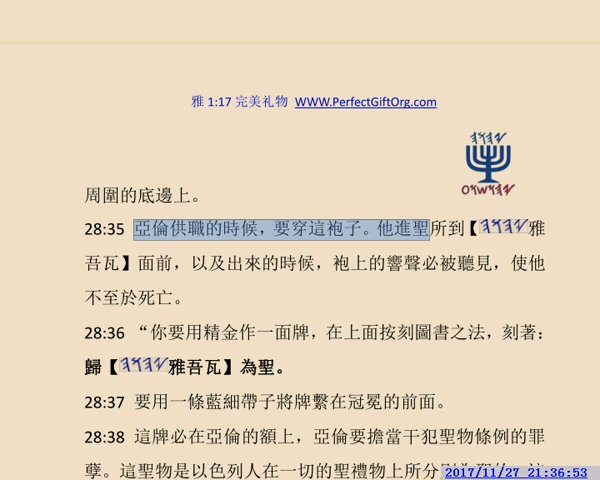 雅 1:17 完美礼物  WWW.PerfectGiftOrg.com
周圍的底邊上。
28:35 亞倫供職的時候，要穿這袍子。他進聖所到【𐤉𐤄𐤅𐤄雅
吾瓦】面前，以及出來的時候，袍上的響聲必被聽見，使他
不至於死亡。
28:36 “你要用精金作一面牌，在上面按刻圖書之法，刻著：
歸【𐤉𐤄𐤅𐤄雅吾瓦】為聖。
28:37 要用一條藍細帶子將牌繫在冠冕的前面。
28:38 這牌必在亞倫的額上，亞倫要擔當干犯聖物條例的罪
孽。這聖物是以色列人在一切的聖禮物上所分
2017/11/27 21:36:53